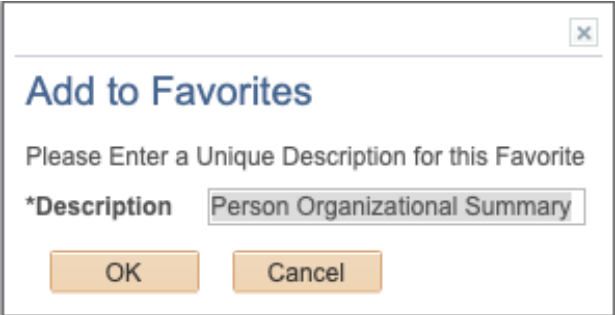 Add to Favorites
Please Enter a Unique Description for this Favorite
*Description Person Organizational Summary
OK Cancel